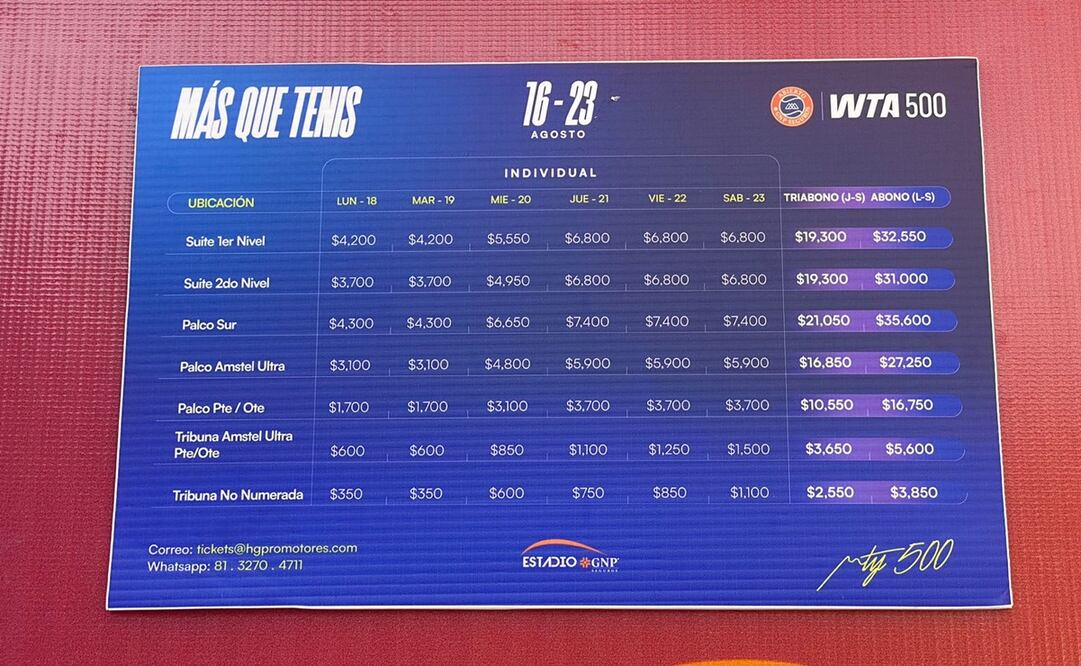 MÁS QUE TENIS
16 - 23
AGOSTO
WTA 500
INDIVIDUAL
UBICACIÓN LUN - 18 MAR - 19 MIE - 20 JUE - 21 VIE - 22 SAB - 23 TRIABONO (J-S) ABONO (L-S)
Suite 1er Nivel $4,200 $4,200 $5,550 $6,800 $6,800 $6,800 $19,300 $32,550
Suite 2do Nivel $3,700 $3,700 $4,950 $6,800 $6,800 $6,800 $19,300 $31,000
Palco Sur $4,300 $4,300 $6,650 $7,400 $7,400 $7,400 $21,050 $35,600
Palco Amstel Ultra $3,100 $3,100 $4,800 $5,900 $5,900 $5,900 $16,850 $27,250
Palco Pte / Ote $1,700 $1,700 $3,100 $3,700 $3,700 $3,700 $10,550 $16,750
Tribuna Amstel Ultra
Pte/Ote $600 $600 $850 $1,100 $1,250 $1,500 $3,650 $5,600
Tribuna No Numerada $350 $350 $600 $750 $850 $1,100 $2,550 $3,850
Correo: tickets@hgpromotores.com
Whatsapp: 81 . 3270 . 4711
ESTADIO GNP
SEGUROS
mty 500